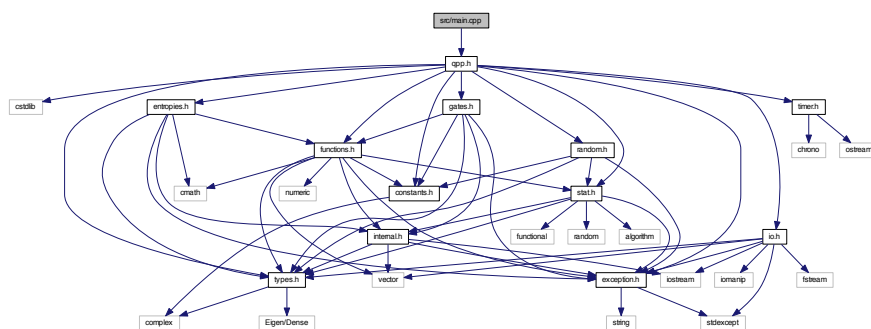 src/main.cpp
qpp.h
cstdlib
entropies.h
gates.h
timer.h
functions.h
random.h
chrono
ostream
cmath
numeric
constants.h
stat.h
internal.h
functional
random
algorithm
io.h
types.h
vector
exception.h
iostream
iomanip
fstream
complex
Eigen/Dense
string
stdexcept